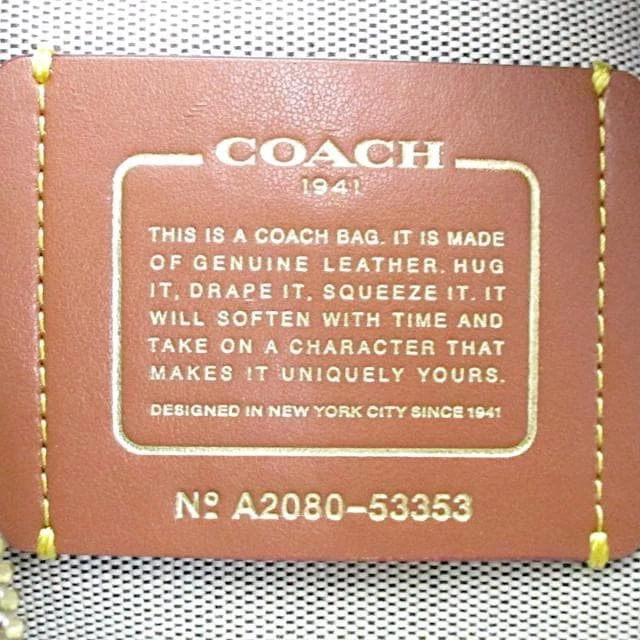 COACH
1941
THIS IS A COACH BAG. IT IS MADE
OF GENUINE LEATHER. HUG
IT, DRAPE IT, SQUEEZE IT. IT
WILL SOFTEN WITH TIME AND
TAKE ON A CHARACTER THAT
MAKES IT UNIQUELY YOURS.
DESIGNED IN NEW YORK CITY SINCE 1941
Nº A2080-53353